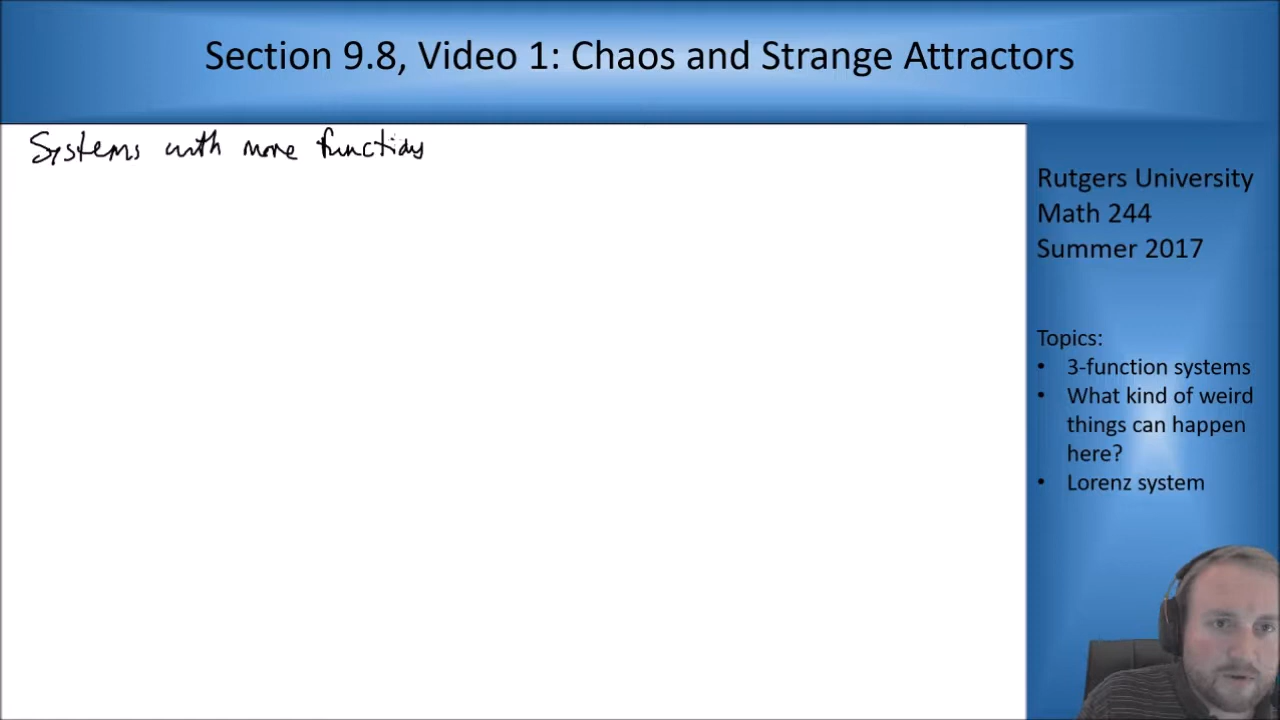 Section 9.8, Video 1: Chaos and Strange Attractors
Systems with more functions
Rutgers University
Math 244
Summer 2017
Topics:
• 3-function systems
• What kind of weird
things can happen
here?
• Lorenz system